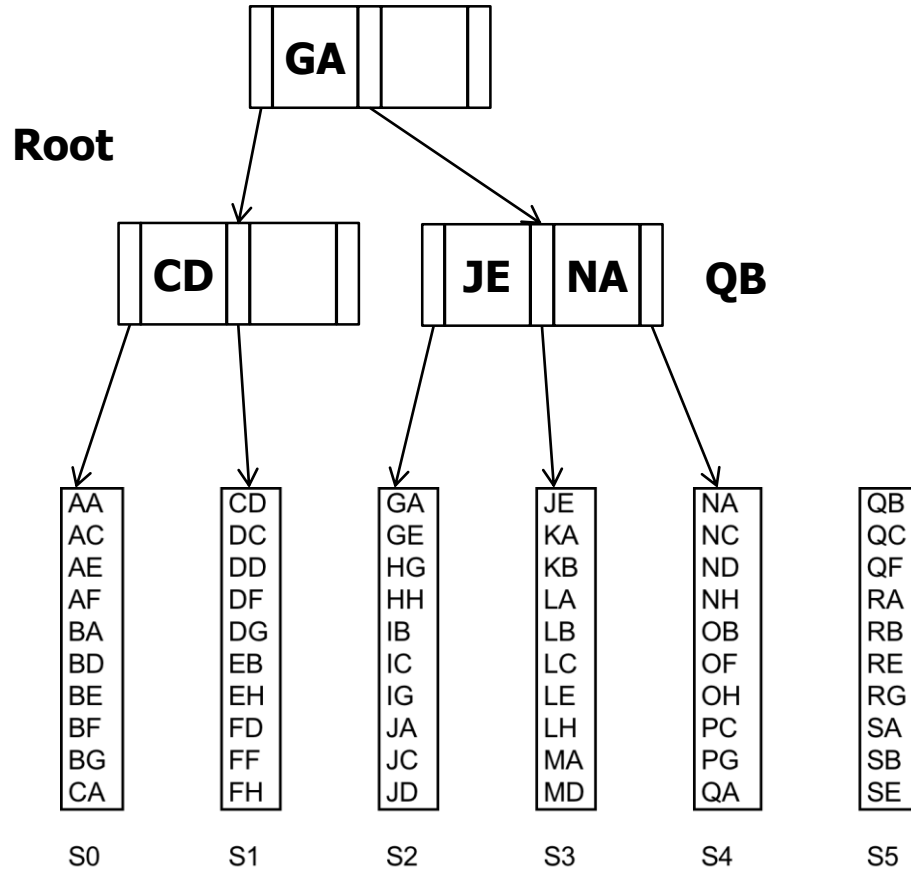 GA
Root
CD
JE NA QB
AA
AC
AE
AF
BA
BD
BE
BF
BG
CA
S0
CD
DC
DD
DF
DG
EB
EH
FD
FF
FH
S1
GA
GE
HG
HH
IB
IC
IG
JA
JC
JD
S2
JE
KA
KB
LA
LB
LC
LE
LH
MA
MD
S3
NA
NC
ND
NH
OB
OF
OH
PC
PG
QA
S4
QB
QC
QF
RA
RB
RE
RG
SA
SB
SE
S5